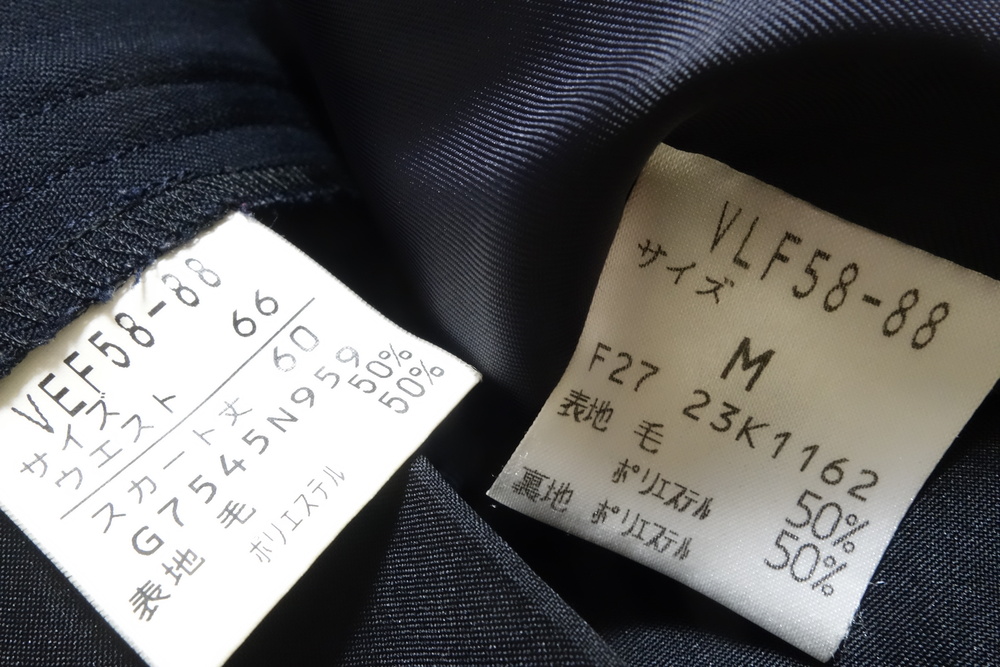 VEF58-88
サイズ
ウエスト 66
スカート丈 60
G7545N959
表地 毛 50%
ポリエステル 50%
VLF58-88
サイズ
M
F27 23K1162
表地 毛 50%
ポリエステル 50%
裏地 ポリエステル